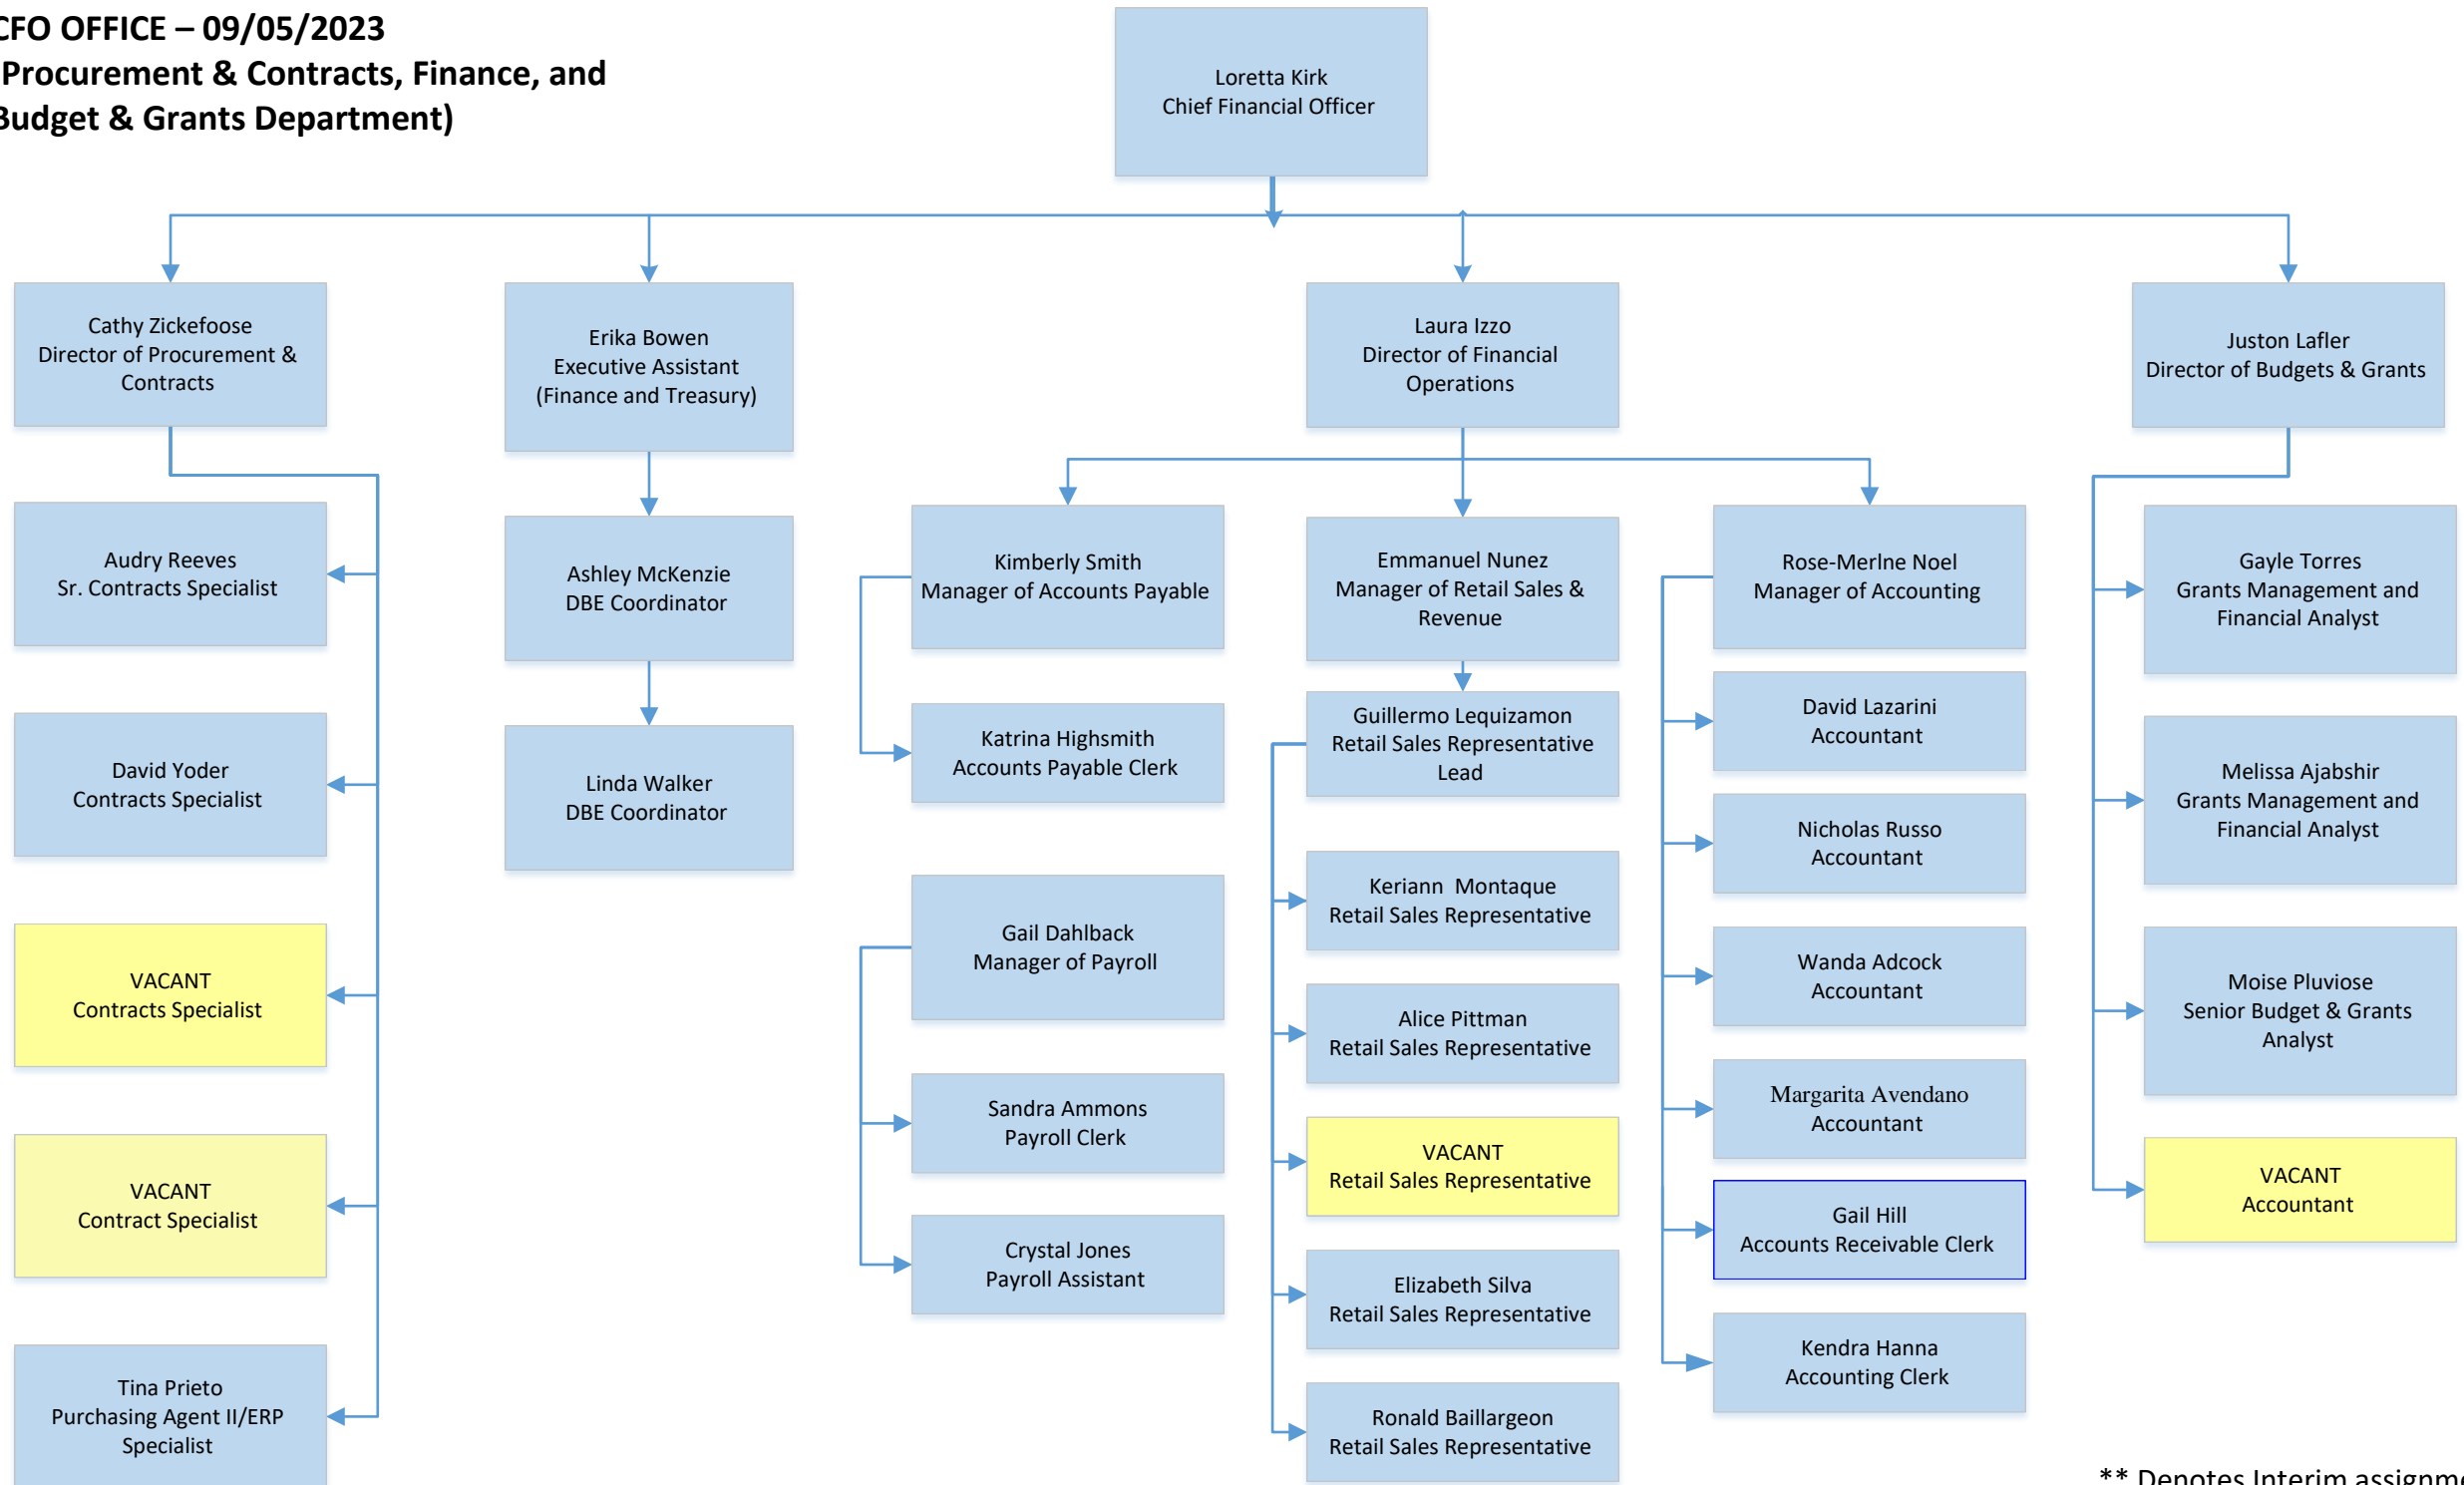 CFO OFFICE – 09/05/2023
Procurement & Contracts, Finance, and
Budget & Grants Department)
Loretta Kirk
Chief Financial Officer
Cathy Zickefoose
Director of Procurement &
Contracts
Erika Bowen
Executive Assistant
(Finance and Treasury)
Laura Izzo
Director of Financial
Operations
Juston Lafler
Director of Budgets & Grants
Audry Reeves
Sr. Contracts Specialist
David Yoder
Contracts Specialist
VACANT
Contracts Specialist
VACANT
Contract Specialist
Tina Prieto
Purchasing Agent II/ERP
Specialist
Ashley McKenzie
DBE Coordinator
Linda Walker
DBE Coordinator
Kimberly Smith
Manager of Accounts Payable
Katrina Highsmith
Accounts Payable Clerk
Gail Dahlback
Manager of Payroll
Sandra Ammons
Payroll Clerk
Crystal Jones
Payroll Assistant
Emmanuel Nunez
Manager of Retail Sales &
Revenue
Guillermo Lequizamon
Retail Sales Representative
Lead
Keriann  Montaque
Retail Sales Representative
Alice Pittman
Retail Sales Representative
VACANT
Retail Sales Representative
Elizabeth Silva
Retail Sales Representative
Ronald Baillargeon
Retail Sales Representative
Rose-Merlne Noel
Manager of Accounting
David Lazarini
Accountant
Nicholas Russo
Accountant
Wanda Adcock
Accountant
Margarita Avendano
Accountant
Gail Hill
Accounts Receivable Clerk
Kendra Hanna
Accounting Clerk
Gayle Torres
Grants Management and
Financial Analyst
Melissa Ajabshir
Grants Management and
Financial Analyst
Moise Pluviose
Senior Budget & Grants
Analyst
VACANT
Accountant
** Denotes Interim assignme